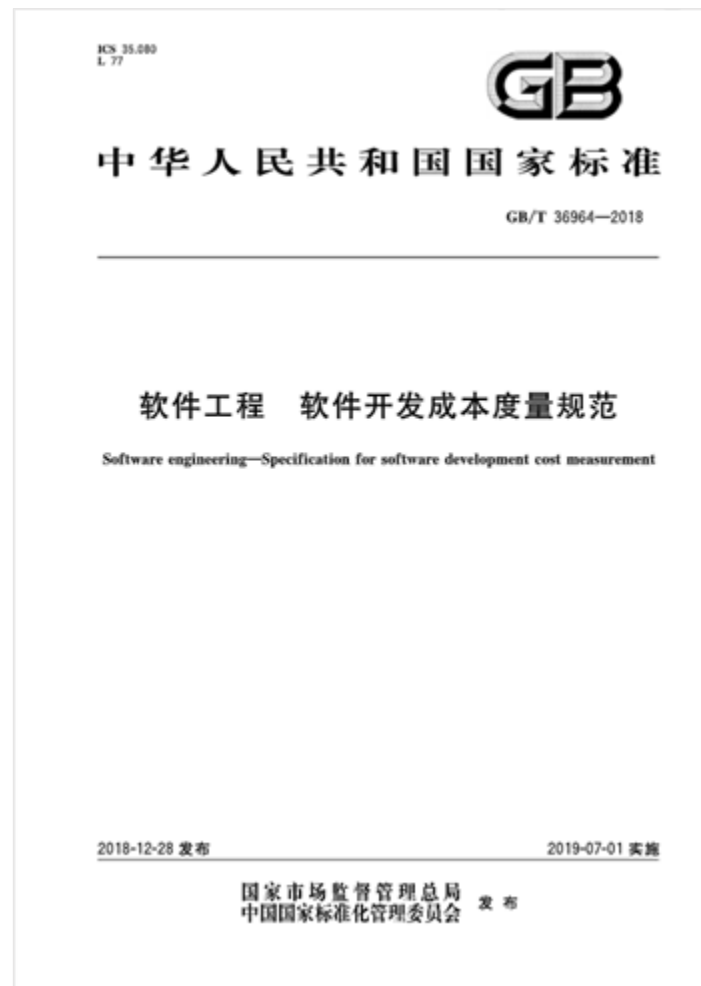 ICS 35.080
L 77
GB
中华人民共和国国家标准
GB/T 36964—2018
软件工程 软件开发成本度量规范
Software engineering—Specification for software development cost measurement
2018-12-28 发布
2019-07-01 实施
国家市场监督管理总局
中国国家标准化管理委员会
发布